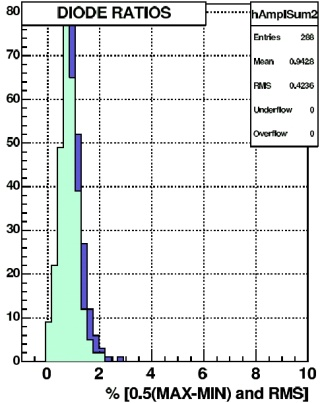 DIODE RATIOS
hAmplSum2
Entries 288
Mean 0.9428
RMS 0.4236
Underflow 0
Overflow 0
80
70
60
50
40
30
20
10
0
0 2 4 6 8 10
% [0.5(MAX-MIN) and RMS]